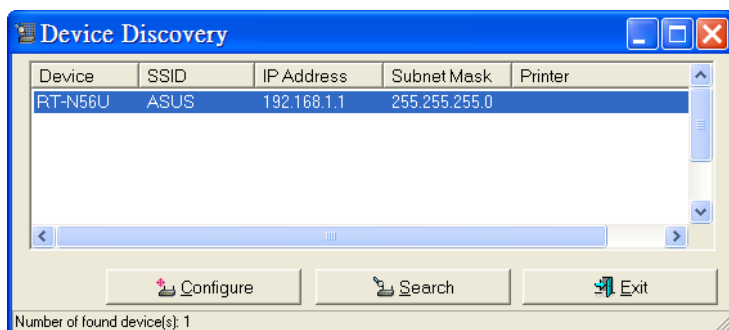 Device Discovery
Device SSID IP Address Subnet Mask Printer
RT-N56U ASUS 192.168.1.1 255.255.255.0
Configure Search Exit
Number of found device(s): 1